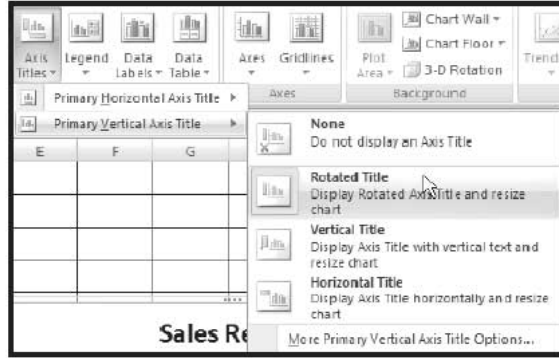 Axis Titles
Legend
Data Labels
Data Table
Axes
Gridlines
Plot Area
Chart Wall
Chart Floor
3-D Rotation
Trend
Axes
Background
Primary Horizontal Axis Title
Primary Vertical Axis Title
E F G
None
Do not display an Axis Title
Rotated Title
Display Rotated Axis Title and resize
chart
Vertical Title
Display Axis Title with vertical text and
resize chart
Horizontal Title
Display Axis Title horizontally and resize
chart
More Primary Vertical Axis Title Options...
Sales Re